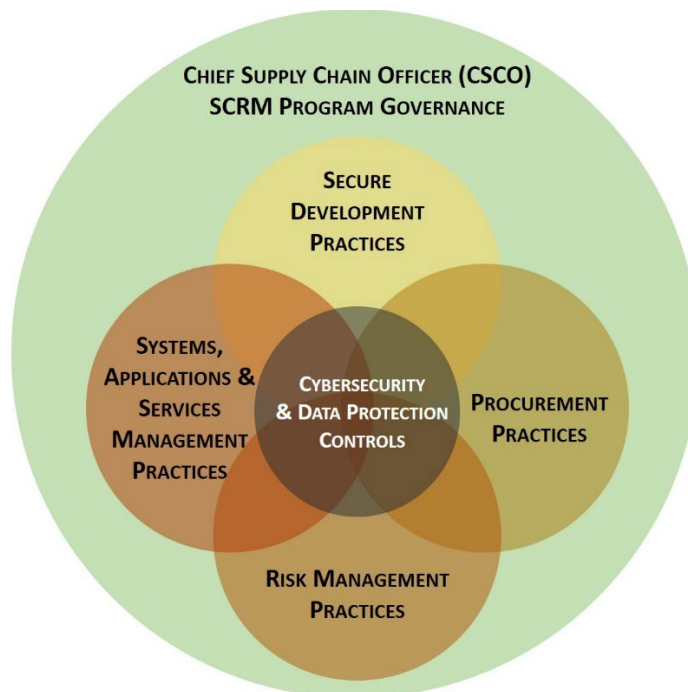 Chief Supply Chain Officer (CSCO)
SCRM Program Governance
Secure
Development
Practices
Systems,
Applications &
Services
Management
Practices
Cybersecurity
& Data Protection
Controls
Procurement
Practices
Risk Management
Practices